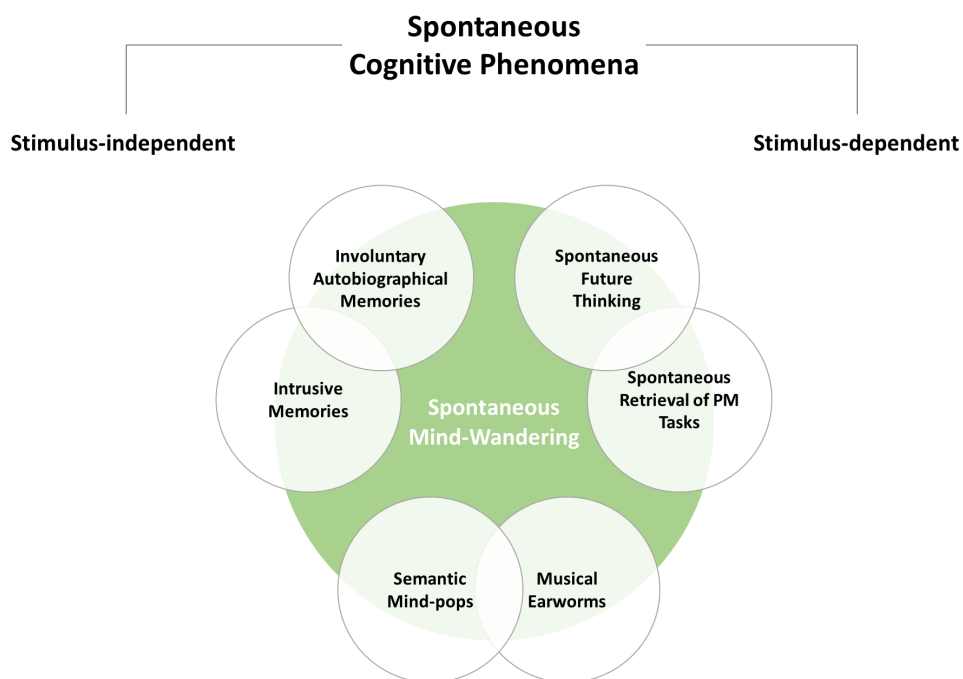 Spontaneous
Cognitive Phenomena
Stimulus-independent
Stimulus-dependent
Involuntary
Autobiographical
Memories
Spontaneous
Future
Thinking
Intrusive
Memories
Spontaneous
Mind-Wandering
Spontaneous
Retrieval of PM
Tasks
Semantic
Mind-pops
Musical
Earworms